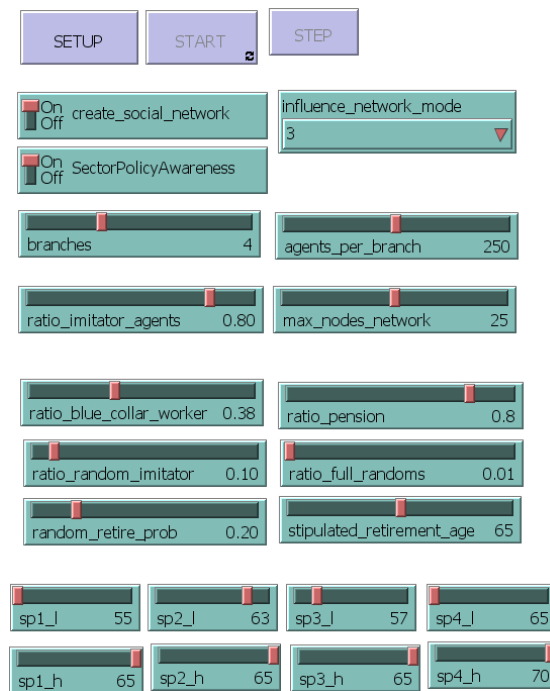 SETUP
START
STEP
On
Off
create_social_network
influence_network_mode
3
On
Off
SectorPolicyAwareness
branches 4
agents_per_branch 250
ratio_imitator_agents 0.80
max_nodes_network 25
ratio_blue_collar_worker 0.38
ratio_pension 0.8
ratio_random_imitator 0.10
ratio_full_randoms 0.01
random_retire_prob 0.20
stipulated_retirement_age 65
sp1_l 55
sp2_l 63
sp3_l 57
sp4_l 65
sp1_h 65
sp2_h 65
sp3_h 65
sp4_h 70